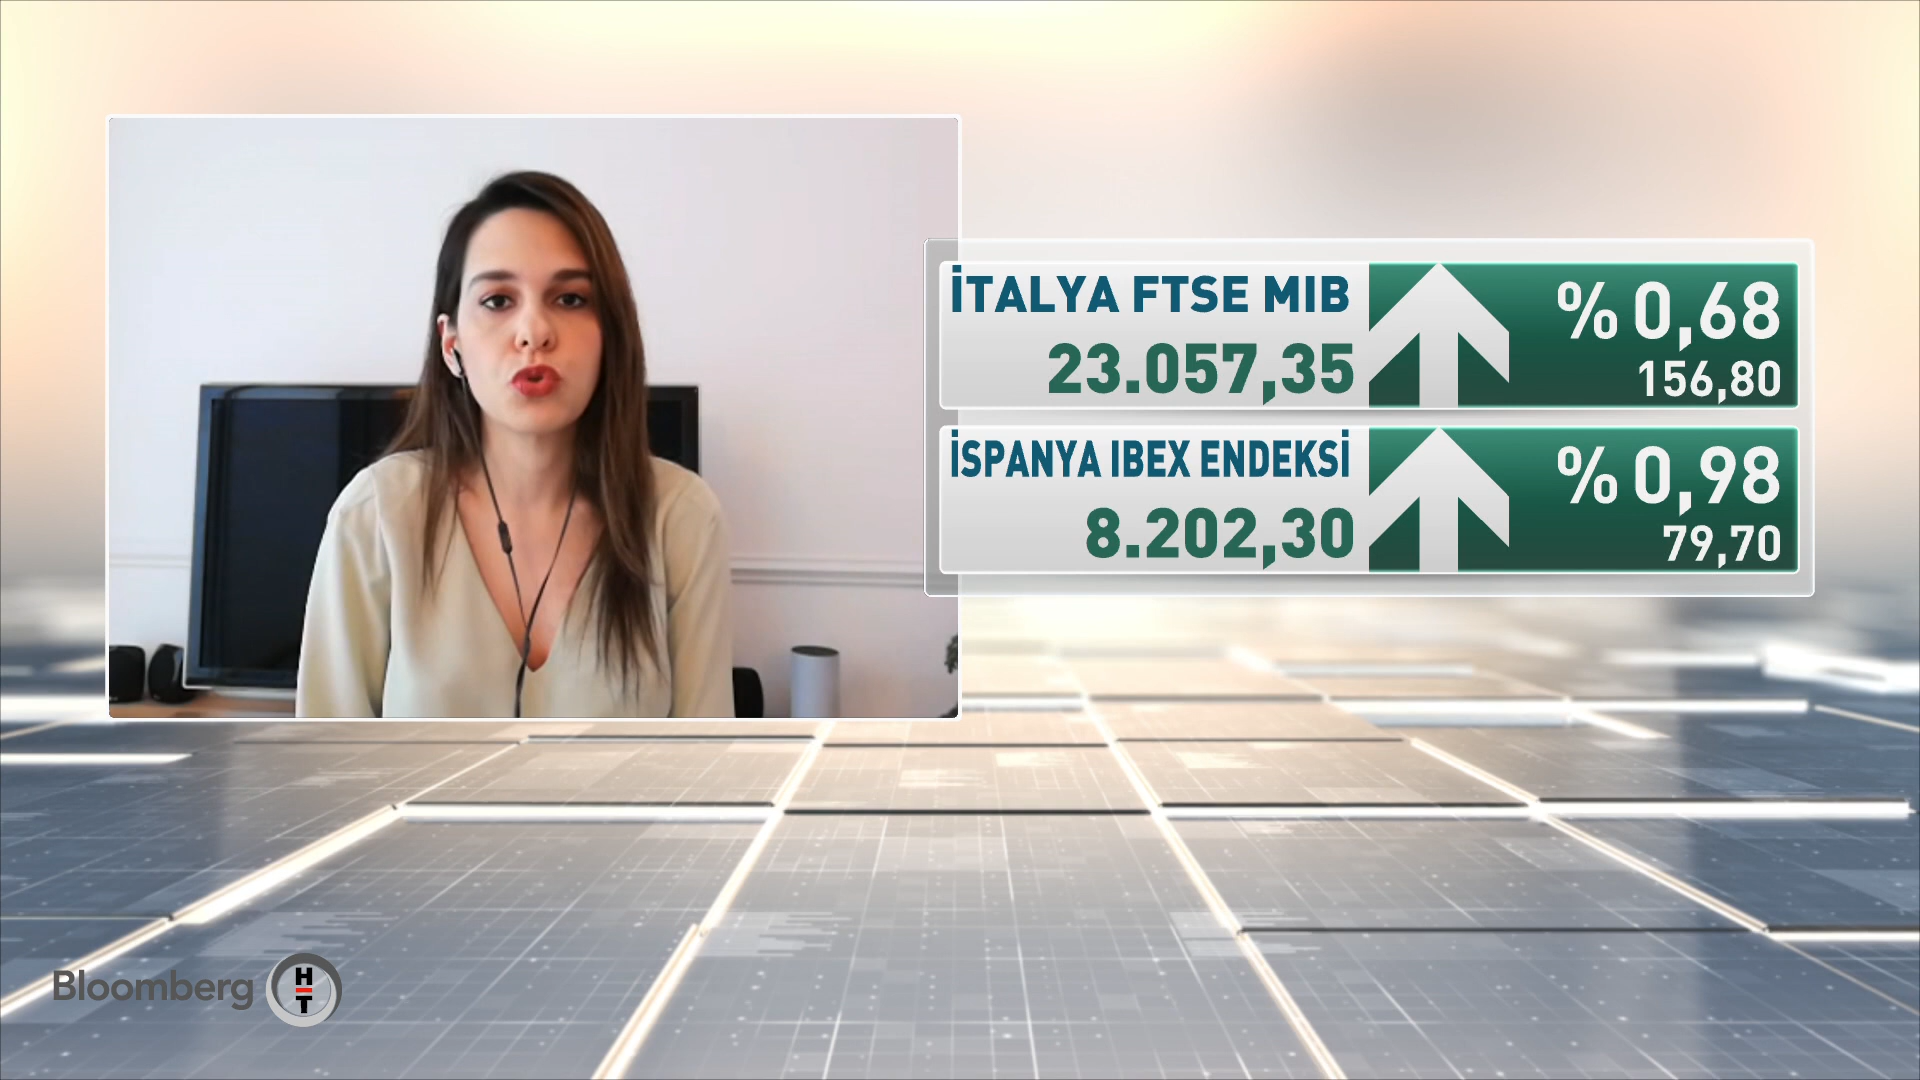 İTALYA FTSE MIB
23.057,35
% 0,68
156,80
İSPANYA IBEX ENDEKSİ
8.202,30
% 0,98
79,70
Bloomberg HT